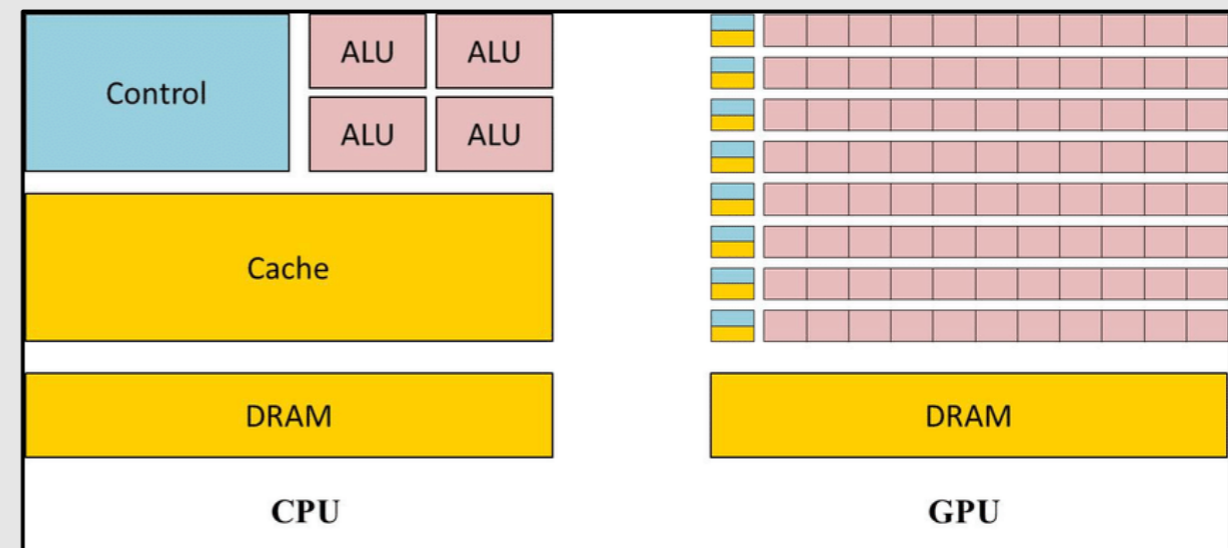 Control
ALU ALU
ALU ALU
Cache
DRAM
CPU
DRAM
GPU